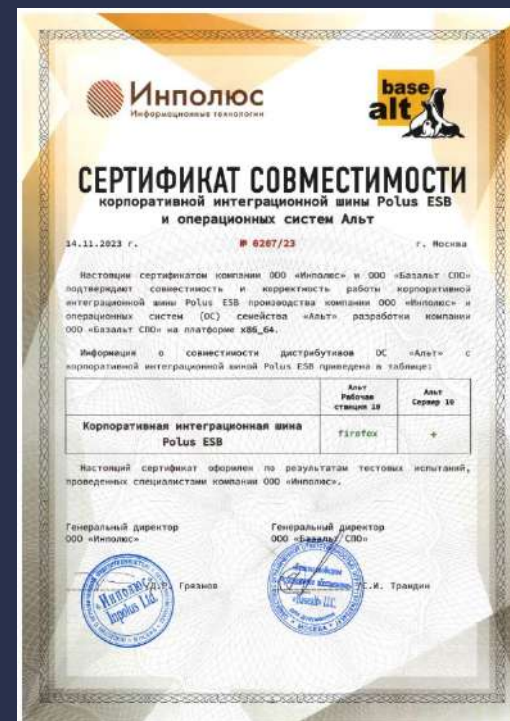 Инполюс
Информационные технологии
base
alt
СЕРТИФИКАТ СОВМЕСТИМОСТИ
корпоративной интеграционной шины Polus ESB
и операционных систем Альт
14.11.2023 г.
№ 6207/23
г. Москва
Настоящим сертификатом компании ООО «Инполюс» и ООО «Базальт СПО»
подтверждают совместимость и корректность работы корпоративной
интеграционной шины Polus ESB производства компании ООО «Инполюс» и
операционных систем (ОС) семейства «Альт» разработки компании
ООО «Базальт СПО» на платформе x86_64.
Информация о совместимости дистрибутивов ОС «Альт» с
корпоративной интеграционной шиной Polus ESB приведена в таблице:
Альт
Рабочая
станция 10
Альт
Сервер 10
Корпоративная интеграционная шина
Polus ESB
firefox
+
Настоящий сертификат оформлен по результатам тестовых испытаний,
проведенных специалистами компании ООО «Инполюс».
Генеральный директор
ООО «Инполюс»
Генеральный директор
ООО «Базальт СПО»
Грязнов
С.И. Трандин
«Инполюс»
Inpolus Ltd.